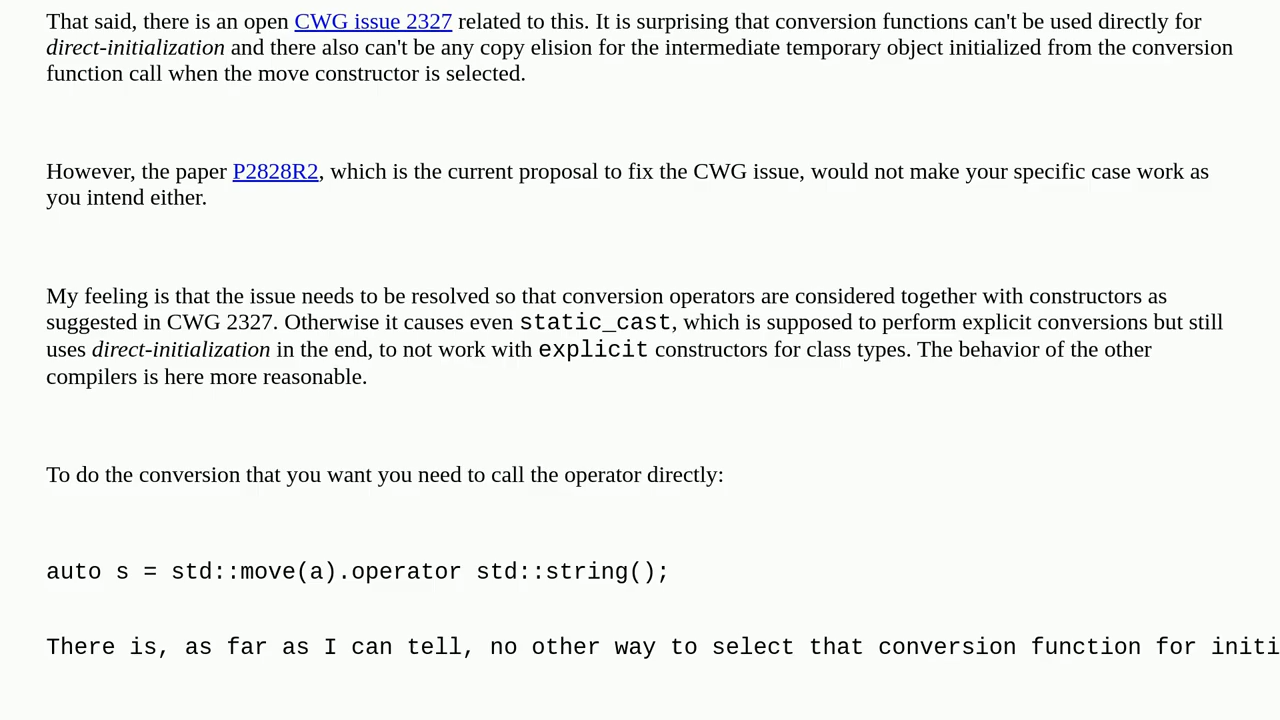 That said, there is an open CWG issue 2327 related to this. It is surprising that conversion functions can't be used directly for
direct-initialization and there also can't be any copy elision for the intermediate temporary object initialized from the conversion
function call when the move constructor is selected.
However, the paper P2828R2, which is the current proposal to fix the CWG issue, would not make your specific case work as
you intend either.
My feeling is that the issue needs to be resolved so that conversion operators are considered together with constructors as
suggested in CWG 2327. Otherwise it causes even static_cast, which is supposed to perform explicit conversions but still
uses direct-initialization in the end, to not work with explicit constructors for class types. The behavior of the other
compilers is here more reasonable.
To do the conversion that you want you need to call the operator directly:
auto s = std::move(a).operator std::string();
There is, as far as I can tell, no other way to select that conversion function for initi